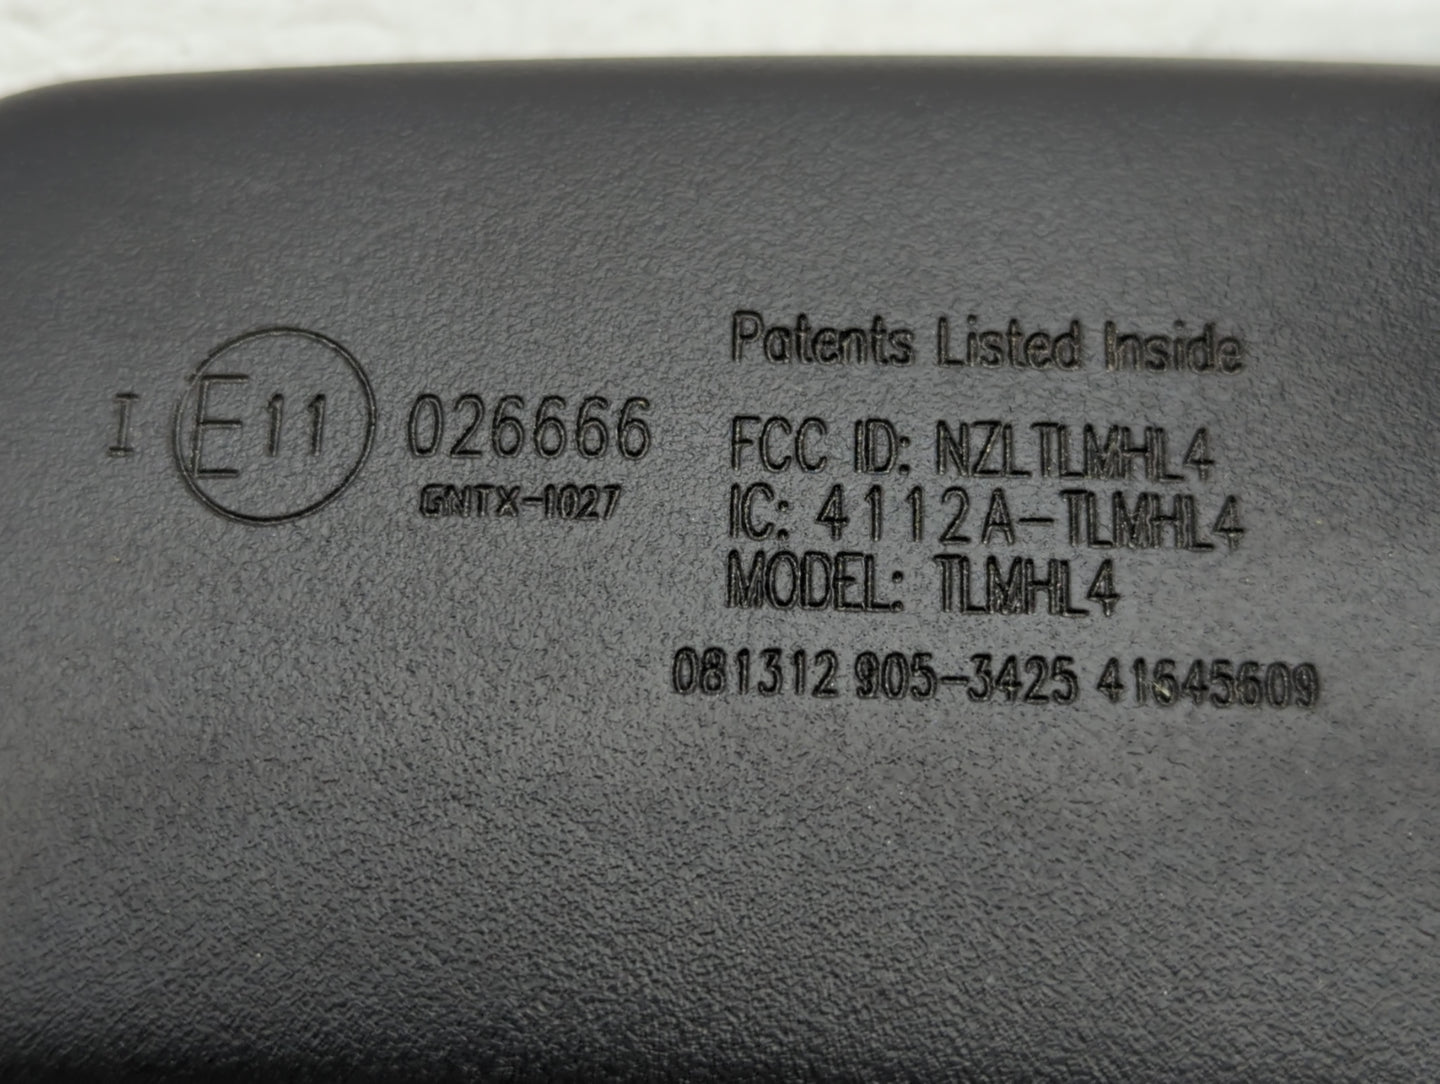 I E11 026666
GNTX-1027
Patents Listed Inside
FCC ID: NZLTLMHL4
IC: 4112A-TLMHL4
MODEL: TLMHL4
081312 905-3425 41645609